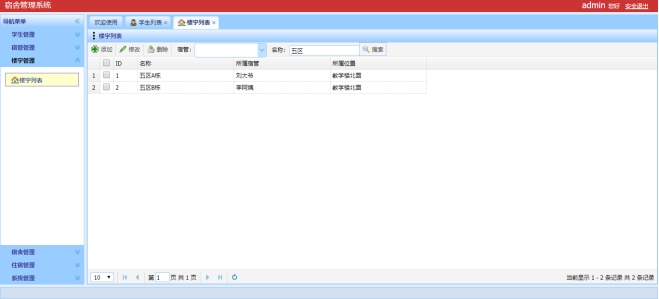 宿舍管理系统
admin 您好 安全退出
导航菜单
学生管理
宿管管理
楼宇管理
楼宇列表
宿舍管理
住宿管理
系统管理
欢迎使用 学生列表 × 楼宇列表 ×
楼宇列表
添加 修改 删除 宿管: 名称: 五区 搜索
ID 名称 所属宿管 所属位置
1 1 五区A栋 刘大爷 教学楼北面
2 2 五区B栋 李阿姨 教学楼北面
10 第 1 页 共 1 页 当前显示 1 - 2 条记录 共 2 条记录